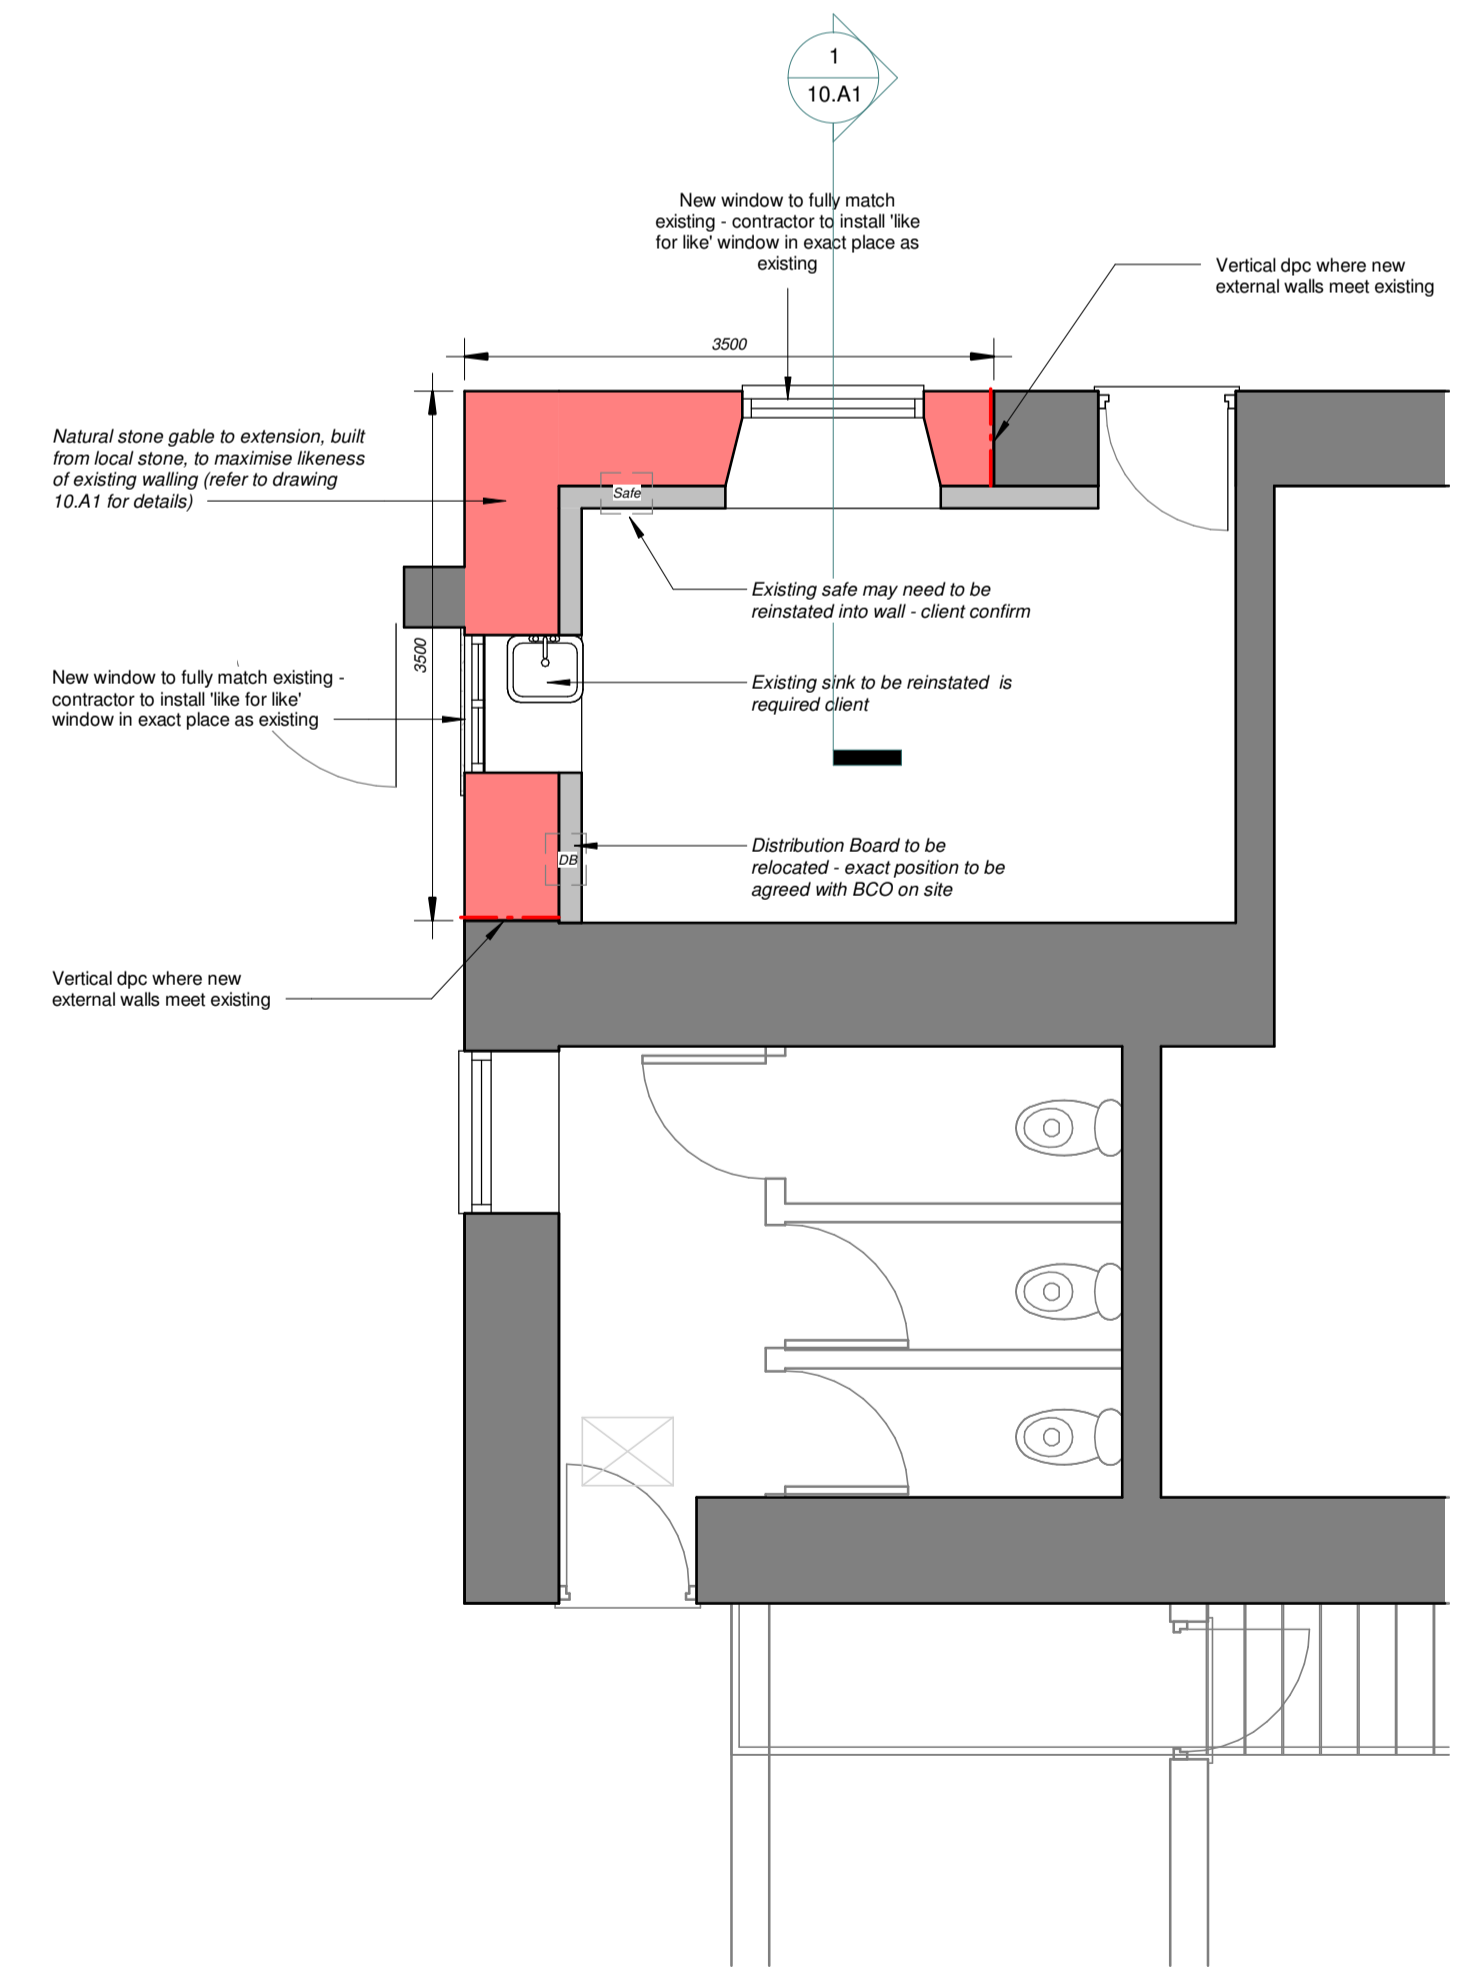 1
10.A1
New window to fully match
existing - contractor to install 'like
for like' window in exact place as
existing
Vertical dpc where new
external walls meet existing
3500
Natural stone gable to extension, built
from local stone, to maximise likeness
of existing walling (refer to drawing
10.A1 for details)
Safe
Existing safe may need to be
reinstated into wall - client confirm
3500
New window to fully match existing -
contractor to install 'like for like'
window in exact place as existing
Existing sink to be reinstated is
required client
Distribution Board to be
relocated - exact position to be
agreed with BCO on site
DB
Vertical dpc where new
external walls meet existing